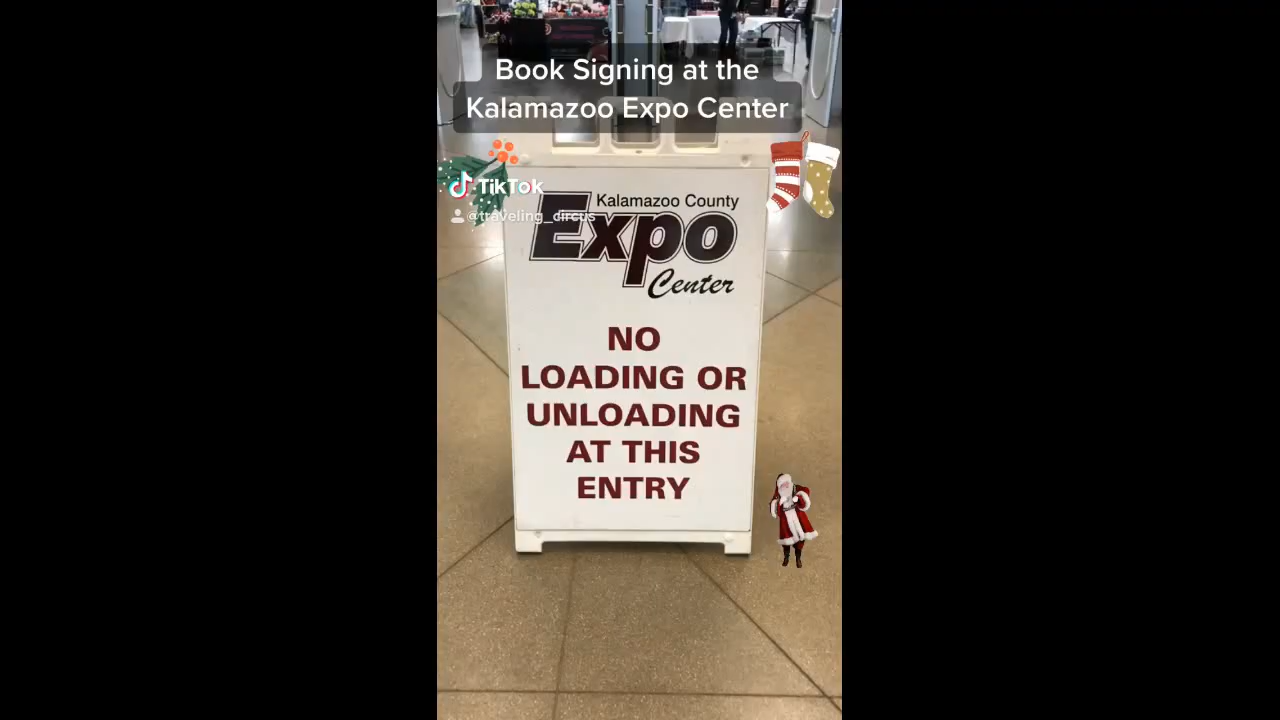 Book Signing at the
Kalamazoo Expo Center
TikTok
@traveling_circus
Kalamazoo County
Expo
Center
NO
LOADING OR
UNLOADING
AT THIS
ENTRY